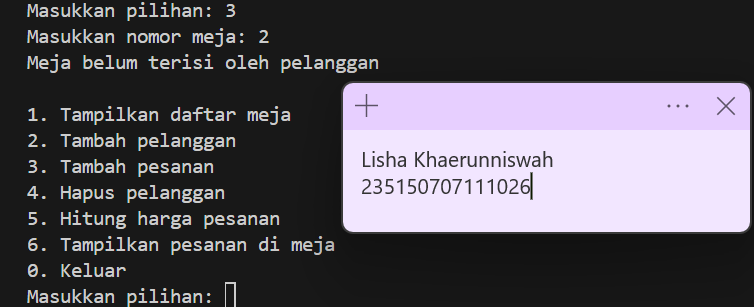 Masukkan pilihan: 3
Masukkan nomor meja: 2
Meja belum terisi oleh pelanggan
1. Tampilkan daftar meja
2. Tambah pelanggan
3. Tambah pesanan
4. Hapus pelanggan
5. Hitung harga pesanan
6. Tampilkan pesanan di meja
0. Keluar
Masukkan pilihan:
Lisha Khaerunniswah
235150707111026